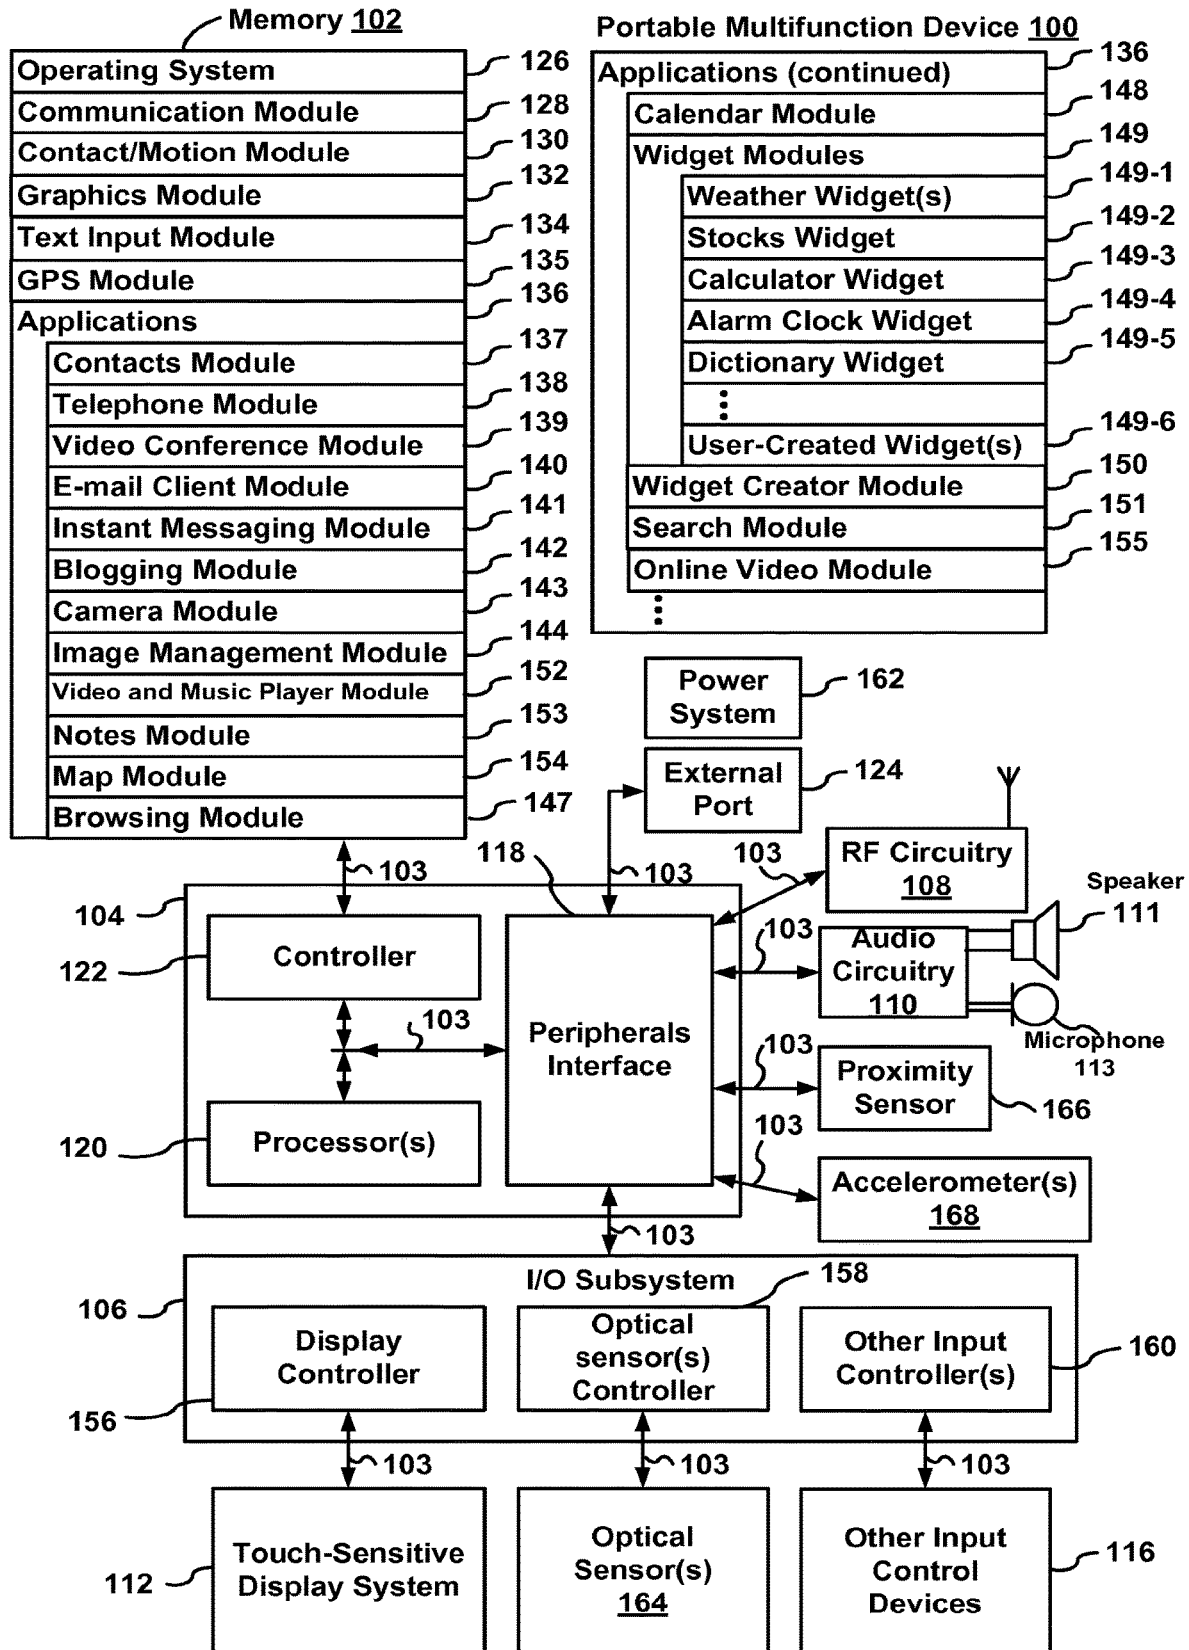 Memory 102
Operating System 126
Communication Module 128
Contact/Motion Module 130
Graphics Module 132
Text Input Module 134
GPS Module 135
Applications 136
Contacts Module 137
Telephone Module 138
Video Conference Module 139
E-mail Client Module 140
Instant Messaging Module 141
Blogging Module 142
Camera Module 143
Image Management Module 144
Video and Music Player Module 152
Notes Module 153
Map Module 154
Browsing Module 147
Portable Multifunction Device 100
Applications (continued) 136
Calendar Module 148
Widget Modules 149
Weather Widget(s) 149-1
Stocks Widget 149-2
Calculator Widget 149-3
Alarm Clock Widget 149-4
Dictionary Widget 149-5
User-Created Widget(s) 149-6
Widget Creator Module 150
Search Module 151
Online Video Module 155
Power
System
162
External
Port
124
103
118
103
103
RF Circuitry
108
Speaker
111
104
Controller
122
103
Audio
Circuitry
110
Microphone
113
103
Peripherals
Interface
103
Proximity
Sensor
166
Processor(s)
120
103
Accelerometer(s)
168
103
I/O Subsystem
106
Display
Controller
156
158
Optical
sensor(s)
Controller
Other Input
Controller(s)
160
103
103
103
Touch-Sensitive
Display System
112
Optical
Sensor(s)
164
Other Input
Control
Devices
116